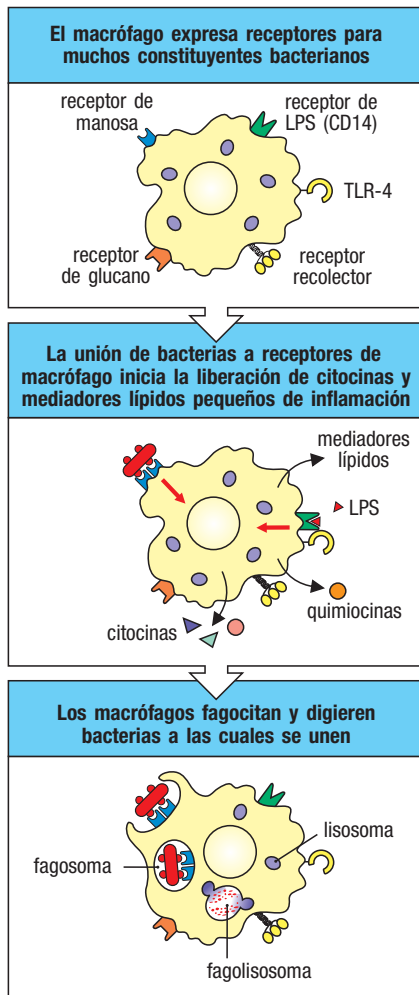 El macrófago expresa receptores para
muchos constituyentes bacterianos
receptor de
manosa
receptor de
LPS (CD14)
TLR-4
receptor
de glucano
receptor
recolector
La unión de bacterias a receptores de
macrófago inicia la liberación de citocinas y
mediadores lípidos pequeños de inflamación
mediadores
lípidos
LPS
quimiocinas
citocinas
Los macrófagos fagocitan y digieren
bacterias a las cuales se unen
lisosoma
fagosoma
fagolisosoma